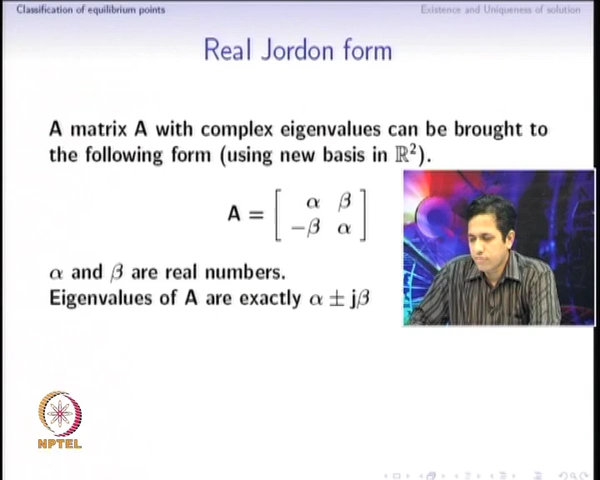 Classification of equilibrium points
Existence and Uniqueness of solution
Real Jordon form
A matrix A with complex eigenvalues can be brought to
the following form (using new basis in ℝ²).
A = [ α β
−β α ]
α and β are real numbers.
Eigenvalues of A are exactly α ± jβ
NPTEL